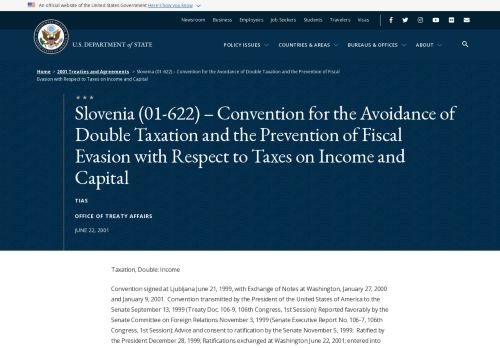 An official website of the United States Government Here's how you know
Newsroom Business Employers Job Seekers Students Travelers Visas
U.S. DEPARTMENT of STATE
POLICY ISSUES COUNTRIES & AREAS BUREAUS & OFFICES ABOUT
Home > 2001 Treaties and Agreements > Slovenia (01-622) – Convention for the Avoidance of Double Taxation and the Prevention of Fiscal
Evasion with Respect to Taxes on Income and Capital
Slovenia (01-622) – Convention for the Avoidance of
Double Taxation and the Prevention of Fiscal
Evasion with Respect to Taxes on Income and
Capital
TIAS
OFFICE OF TREATY AFFAIRS
JUNE 22, 2001
Taxation, Double: Income
Convention signed at Ljubljana June 21, 1999, with Exchange of Notes at Washington, January 27, 2000
and January 9, 2001. Convention transmitted by the President of the United States of America to the
Senate September 13, 1999 (Treaty Doc. 106-9, 106th Congress, 1st Session); Reported favorably by the
Senate Committee on Foreign Relations November 3, 1999 (Senate Executive Report No. 106-7, 106th
Congress, 1st Session); Advice and consent to ratification by the Senate November 5, 1999; Ratified by
the President December 28, 1999; Ratifications exchanged at Washington June 22, 2001; entered into